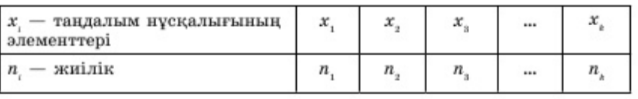 xᵢ — таңдалым нұсқалығының элементтері x₁ x₂ x₃ ... xₖ
nᵢ — жиілік n₁ n₂ n₃ ... nₖ